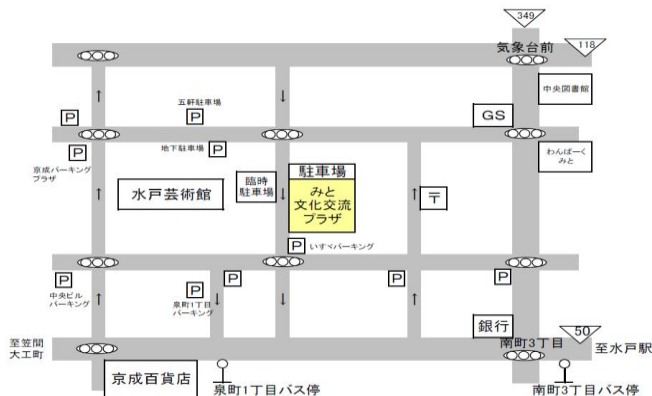 349
118
気象台前
中央図書館
五軒駐車場
P
P
GS
地下駐車場
P
P
京成パーキング
プラザ
わんぱーく
みと
水戸芸術館
臨時
駐車場
駐車場
みと
文化交流
プラザ
〒
P
いすゞパーキング
P
中央ビル
パーキング
P
泉町1丁目
パーキング
P
P
P
銀行
50
至笠間
大工町
南町3丁目
至水戸駅
京成百貨店
泉町1丁目バス停
南町3丁目バス停